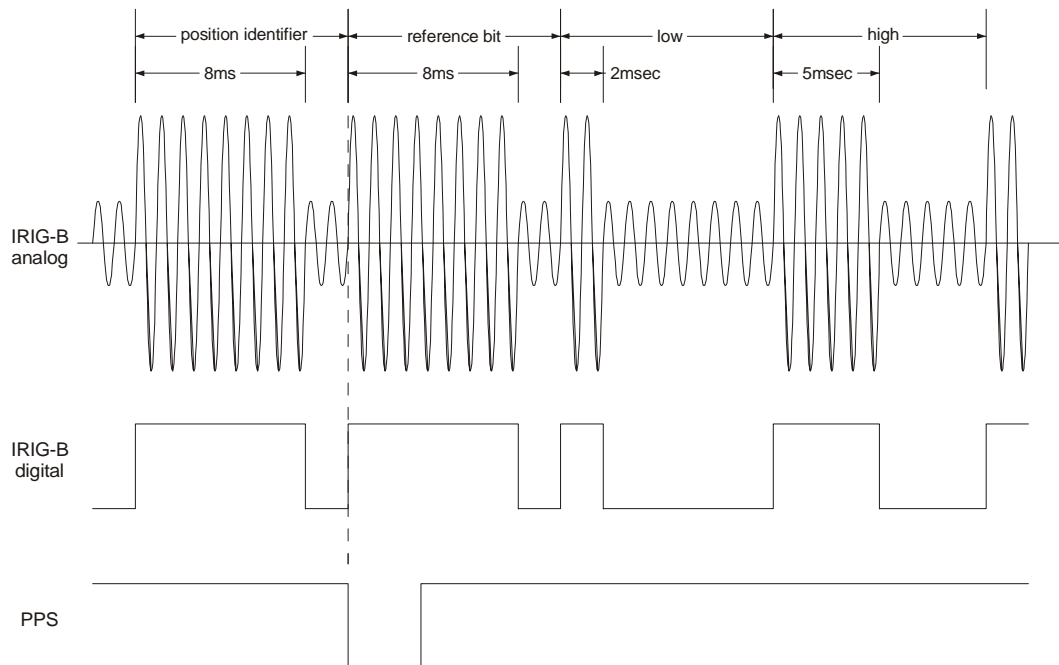 position identifier
reference bit
low
high
8ms
8ms
2msec
5msec
IRIG-B
analog
IRIG-B
digital
PPS